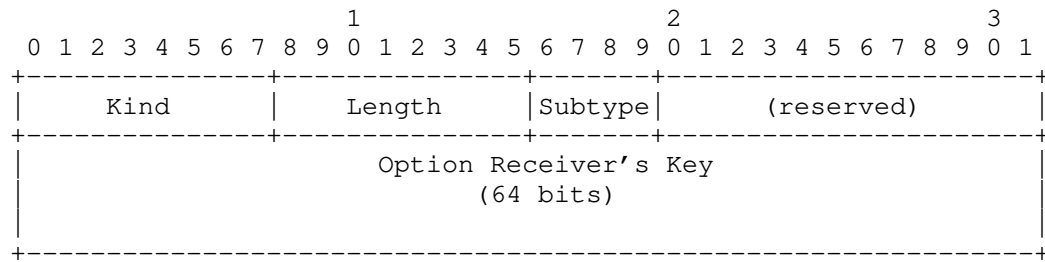 1                   2                   3
 0 1 2 3 4 5 6 7 8 9 0 1 2 3 4 5 6 7 8 9 0 1 2 3 4 5 6 7 8 9 0 1
+---------------+---------------+-------+-----------------------+
|     Kind      |    Length     |Subtype|      (reserved)       |
+---------------+---------------+-------+-----------------------+
|                      Option Receiver's Key                    |
|                            (64 bits)                          |
|                                                               |
+---------------------------------------------------------------+